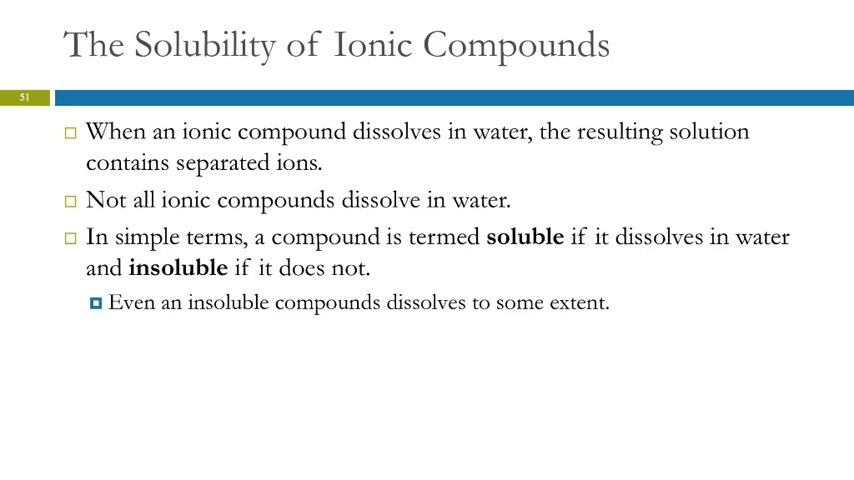 The Solubility of Ionic Compounds
51
When an ionic compound dissolves in water, the resulting solution
contains separated ions.
Not all ionic compounds dissolve in water.
In simple terms, a compound is termed soluble if it dissolves in water
and insoluble if it does not.
Even an insoluble compounds dissolves to some extent.